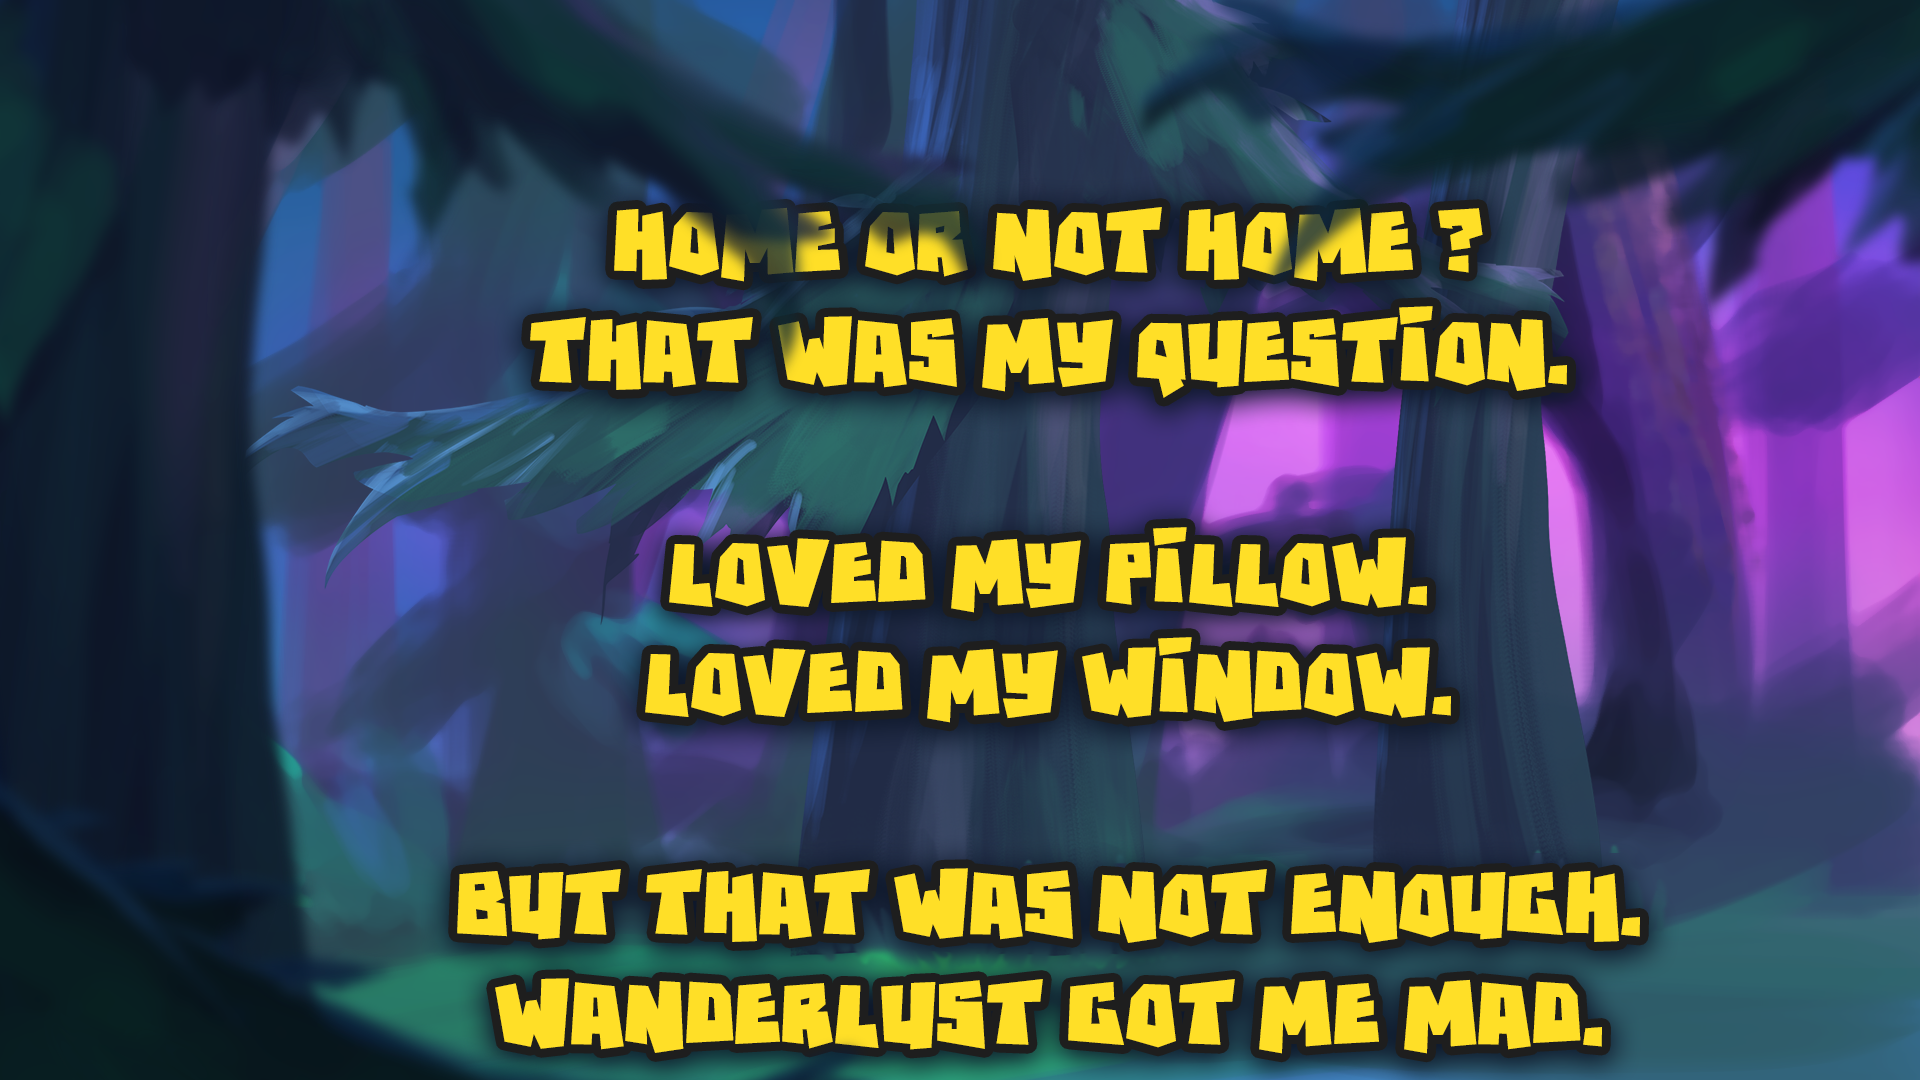 HOME OR NOT HOME ?
THAT WAS MY QUESTION.
LOVED MY PILLOW.
LOVED MY WINDOW.
BUT THAT WAS NOT ENOUGH.
WANDERLUST GOT ME MAD.